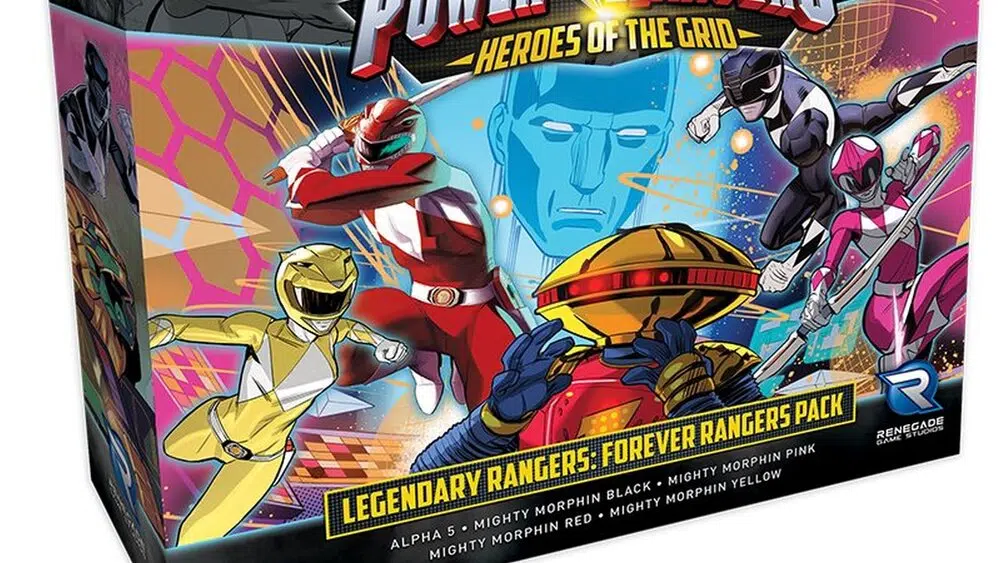 POWER RANGERS
HEROES OF THE GRID
LEGENDARY RANGERS: FOREVER RANGERS PACK
ALPHA 5 • MIGHTY MORPHIN BLACK • MIGHTY MORPHIN PINK
MIGHTY MORPHIN RED • MIGHTY MORPHIN YELLOW
R
RENEGADE
GAME STUDIOS